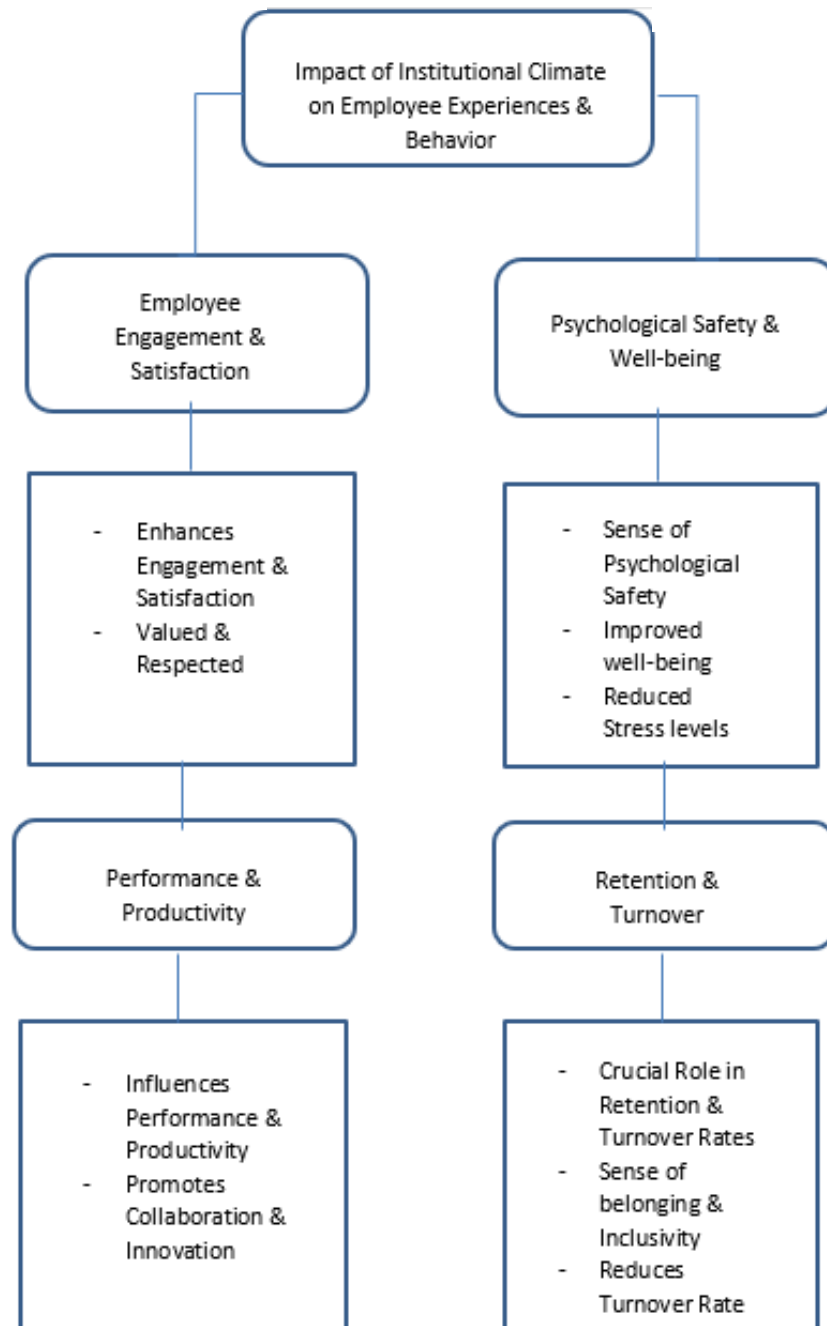 Impact of Institutional Climate
on Employee Experiences &
Behavior
Employee
Engagement &
Satisfaction
Psychological Safety &
Well-being
- Enhances
Engagement &
Satisfaction
- Valued &
Respected
- Sense of
Psychological
Safety
- Improved
well-being
- Reduced
Stress levels
Performance &
Productivity
Retention &
Turnover
- Influences
Performance &
Productivity
- Promotes
Collaboration &
Innovation
- Crucial Role in
Retention &
Turnover Rates
- Sense of
belonging &
Inclusivity
- Reduces
Turnover Rate